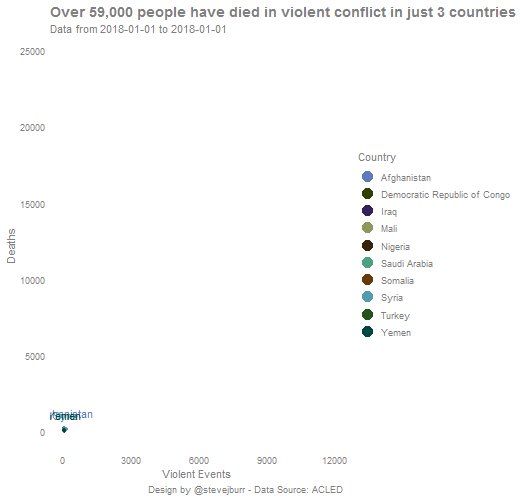 Over 59,000 people have died in violent conflict in just 3 countries
Data from 2018-01-01 to 2018-01-01
25000
20000
15000
10000
5000
0
Deaths
0 3000 6000 9000 12000
Violent Events
Country
Afghanistan
Democratic Republic of Congo
Iraq
Mali
Nigeria
Saudi Arabia
Somalia
Syria
Turkey
Yemen
Design by @stevejburr - Data Source: ACLED